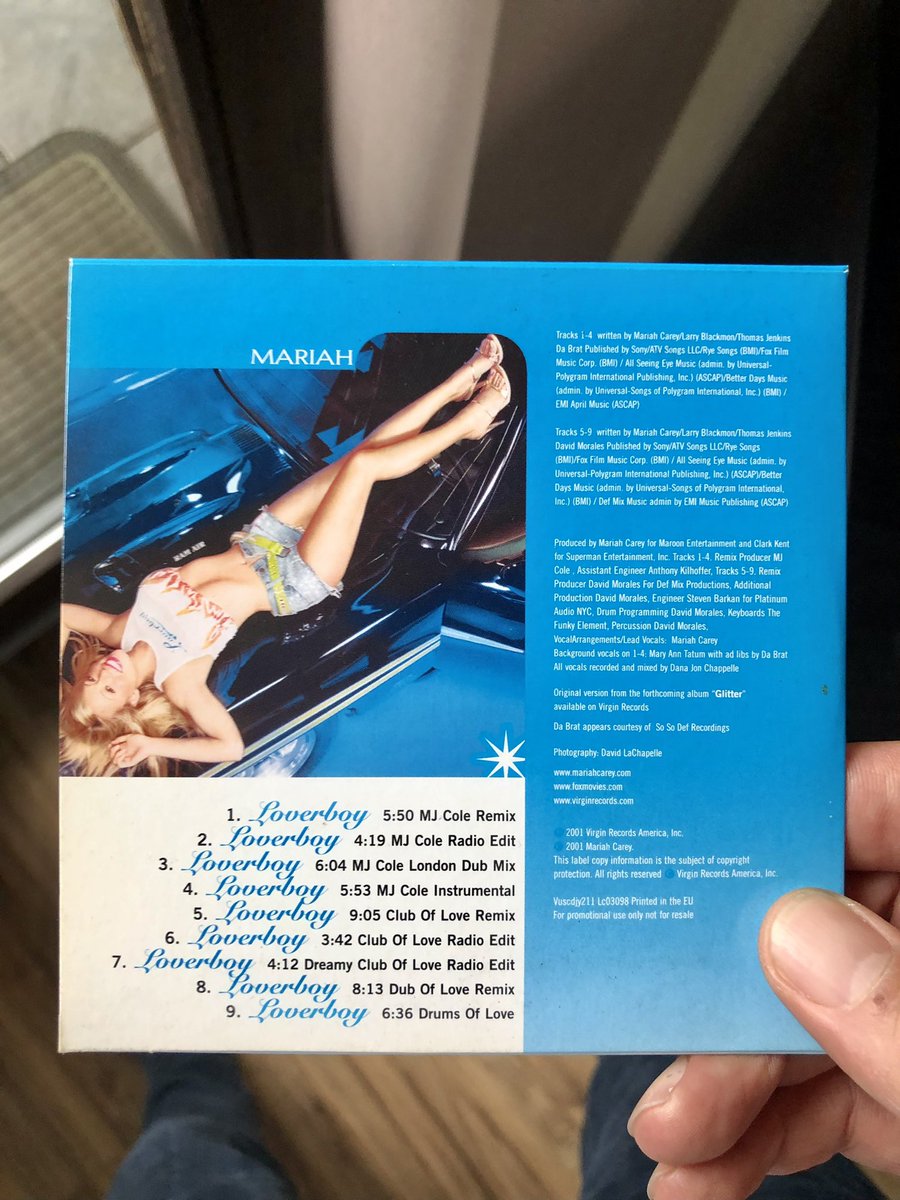 MARIAH
RAM AIR
Loverboy
1. Loverboy 5:50 MJ Cole Remix
2. Loverboy 4:19 MJ Cole Radio Edit
3. Loverboy 6:04 MJ Cole London Dub Mix
4. Loverboy 5:53 MJ Cole Instrumental
5. Loverboy 9:05 Club Of Love Remix
6. Loverboy 3:42 Club Of Love Radio Edit
7. Loverboy 4:12 Dreamy Club Of Love Radio Edit
8. Loverboy 8:13 Dub Of Love Remix
9. Loverboy 6:36 Drums Of Love
Tracks 1-4 written by Mariah Carey/Larry Blackmon/Thomas Jenkins
Da Brat Published by Sony/ATV Songs LLC/Rye Songs (BMI)/Fox Film
Music Corp. (BMI) / All Seeing Eye Music (admin. by Universal-
Polygram International Publishing, Inc.) (ASCAP)/Better Days Music
(admin. by Universal-Songs of Polygram International, Inc.) (BMI) /
EMI April Music (ASCAP)
Tracks 5-9 written by Mariah Carey/Larry Blackmon/Thomas Jenkins
David Morales Published by Sony/ATV Songs LLC/Rye Songs
(BMI)/Fox Film Music Corp. (BMI) / All Seeing Eye Music (admin. by
Universal-Polygram International Publishing, Inc.) (ASCAP)/Better
Days Music (admin. by Universal-Songs of Polygram International,
Inc.) (BMI) / Def Mix Music admin by EMI Music Publishing (ASCAP)
Produced by Mariah Carey for Maroon Entertainment and Clark Kent
for Superman Entertainment, Inc. Tracks 1-4. Remix Producer MJ
Cole , Assistant Engineer Anthony Kilhoffer, Tracks 5-9. Remix
Producer David Morales For Def Mix Productions, Additional
Production David Morales, Engineer Steven Barkan for Platinum
Audio NYC, Drum Programming David Morales, Keyboards The
Funky Element, Percussion David Morales,
VocalArrangements/Lead Vocals: Mariah Carey
Background vocals on 1-4: Mary Ann Tatum with ad libs by Da Brat
All vocals recorded and mixed by Dana Jon Chappelle
Original version from the forthcoming album “Glitter”
available on Virgin Records
Da Brat appears courtesy of So So Def Recordings
Photography: David LaChapelle
www.mariahcarey.com
www.foxmovies.com
www.virginrecords.com
2001 Virgin Records America, Inc.
2001 Mariah Carey.
This label copy information is the subject of copyright
protection. All rights reserved Virgin Records America, Inc.
Vuscdjy211 Lc03098 Printed in the EU
For promotional use only not for resale